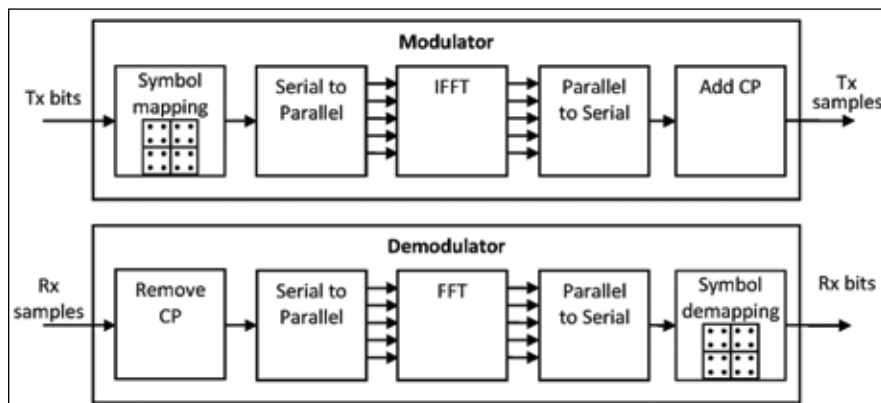 Modulator
Tx bits
Symbol
mapping
Serial to
Parallel
IFFT
Parallel
to Serial
Add CP
Tx
samples
Demodulator
Rx
samples
Remove
CP
Serial to
Parallel
FFT
Parallel
to Serial
Symbol
demapping
Rx bits